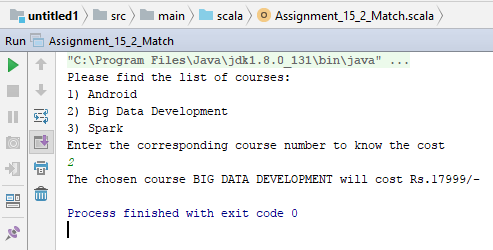 untitled1 src main scala Assignment_15_2_Match.scala
Run Assignment_15_2_Match
"C:\Program Files\Java\jdk1.8.0_131\bin\java" ...
Please find the list of courses:
1) Android
2) Big Data Development
3) Spark
Enter the corresponding course number to know the cost
2
The chosen course BIG DATA DEVELOPMENT will cost Rs.17999/-
Process finished with exit code 0